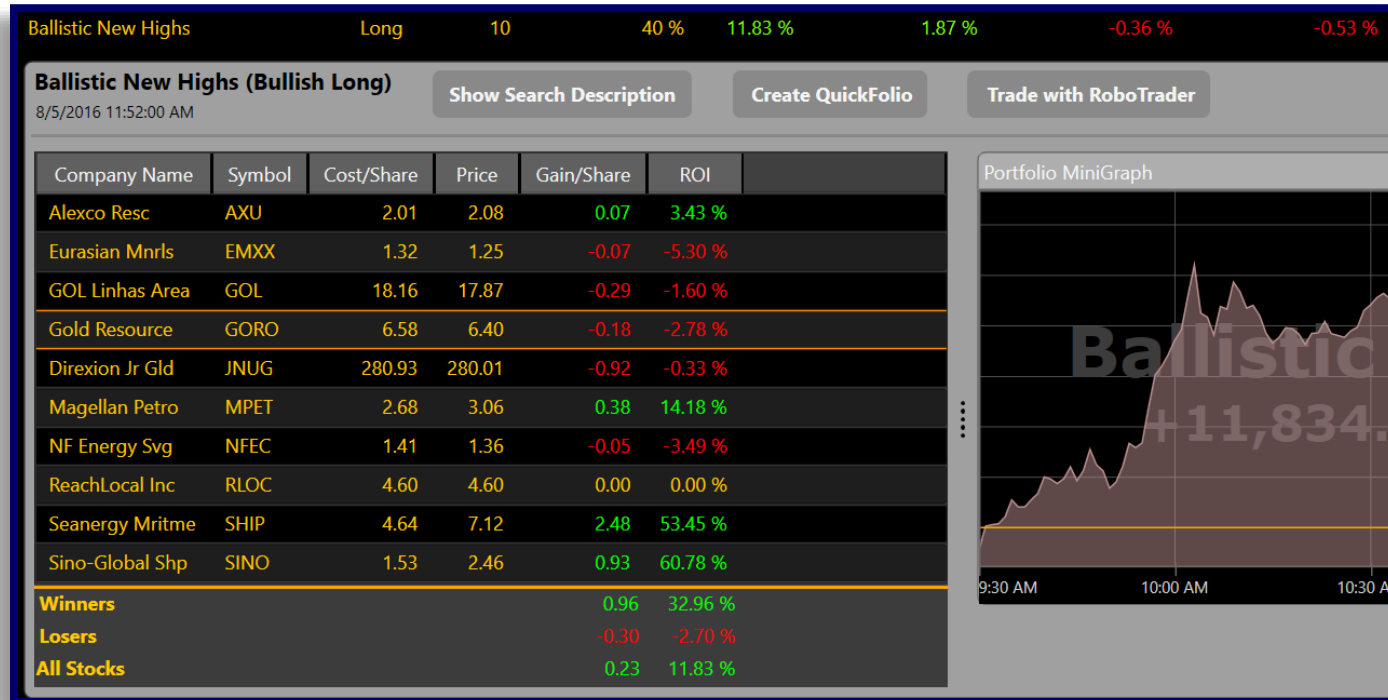 Ballistic New Highs Long 10 40 % 11.83 % 1.87 % -0.36 % -0.53 %
Ballistic New Highs (Bullish Long)
8/5/2016 11:52:00 AM
Show Search Description Create QuickFolio Trade with RoboTrader
Company Name Symbol Cost/Share Price Gain/Share ROI
Alexco Resc AXU 2.01 2.08 0.07 3.43 %
Eurasian Mnrls EMXX 1.32 1.25 -0.07 -5.30 %
GOL Linhas Area GOL 18.16 17.87 -0.29 -1.60 %
Gold Resource GORO 6.58 6.40 -0.18 -2.78 %
Direxion Jr Gld JNUG 280.93 280.01 -0.92 -0.33 %
Magellan Petro MPET 2.68 3.06 0.38 14.18 %
NF Energy Svg NFEC 1.41 1.36 -0.05 -3.49 %
ReachLocal Inc RLOC 4.60 4.60 0.00 0.00 %
Seanergy Mritme SHIP 4.64 7.12 2.48 53.45 %
Sino-Global Shp SINO 1.53 2.46 0.93 60.78 %
Winners 0.96 32.96 %
Losers -0.30 -2.70 %
All Stocks 0.23 11.83 %
Portfolio MiniGraph
Ballistic
+11,834.
9:30 AM 10:00 AM 10:30 A